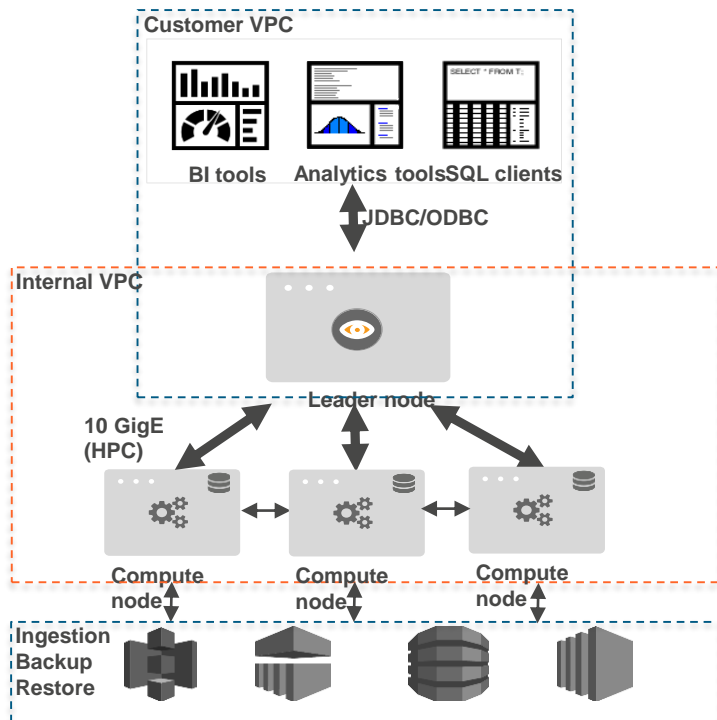 Customer VPC
SELECT * FROM T;
BI tools
Analytics tools
SQL clients
JDBC/ODBC
Internal VPC
Leader node
10 GigE
(HPC)
Compute
node
Compute
node
Compute
node
Ingestion
Backup
Restore